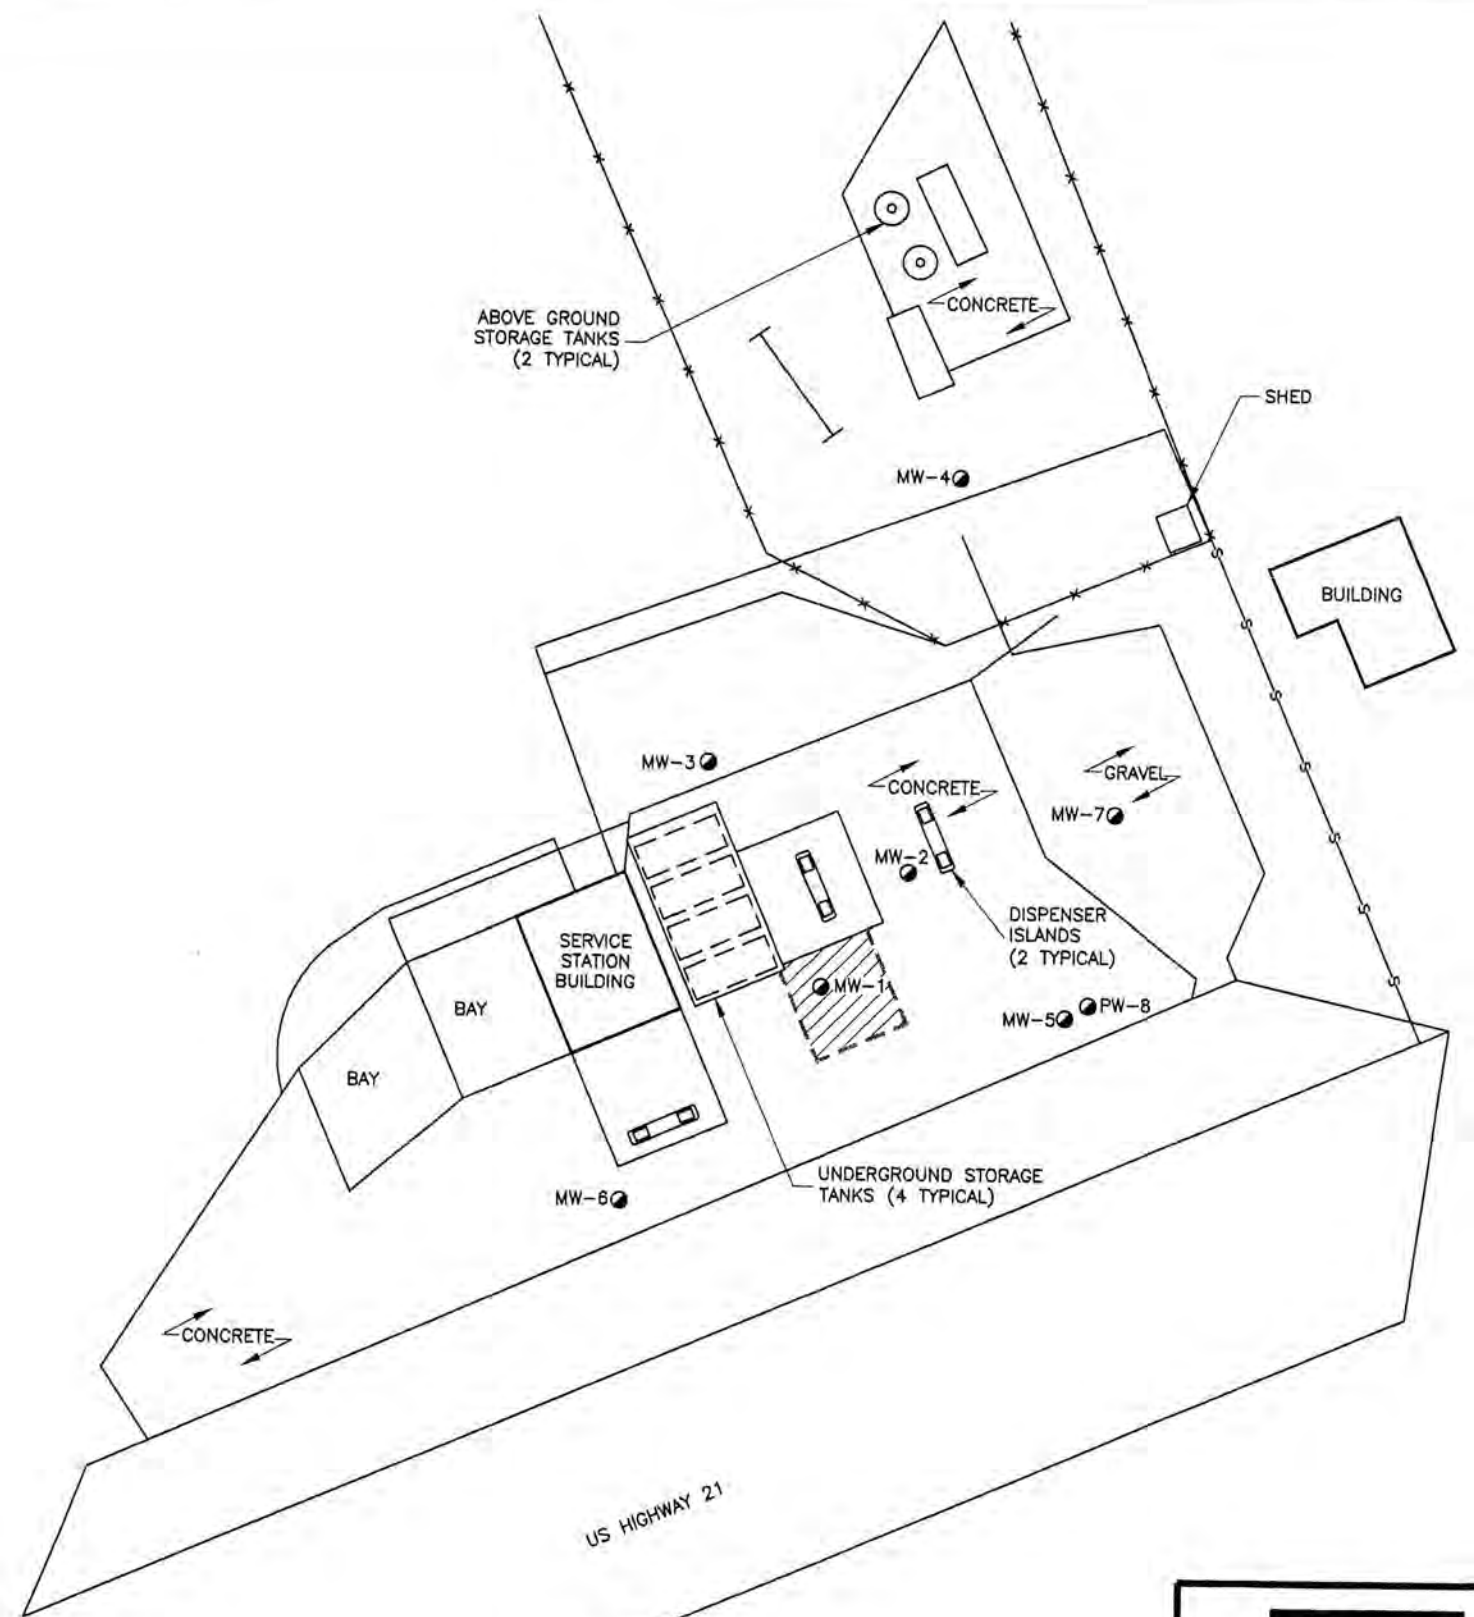 ABOVE GROUND
STORAGE TANKS
(2 TYPICAL)
CONCRETE
SHED
MW-4
BUILDING
MW-3
CONCRETE
GRAVEL
MW-7
MW-2
DISPENSER
ISLANDS
(2 TYPICAL)
SERVICE
STATION
BUILDING
MW-1
BAY
PW-8
MW-5
BAY
UNDERGROUND STORAGE
TANKS (4 TYPICAL)
MW-6
CONCRETE
US HIGHWAY 21
S
S
S
S
S
S
S